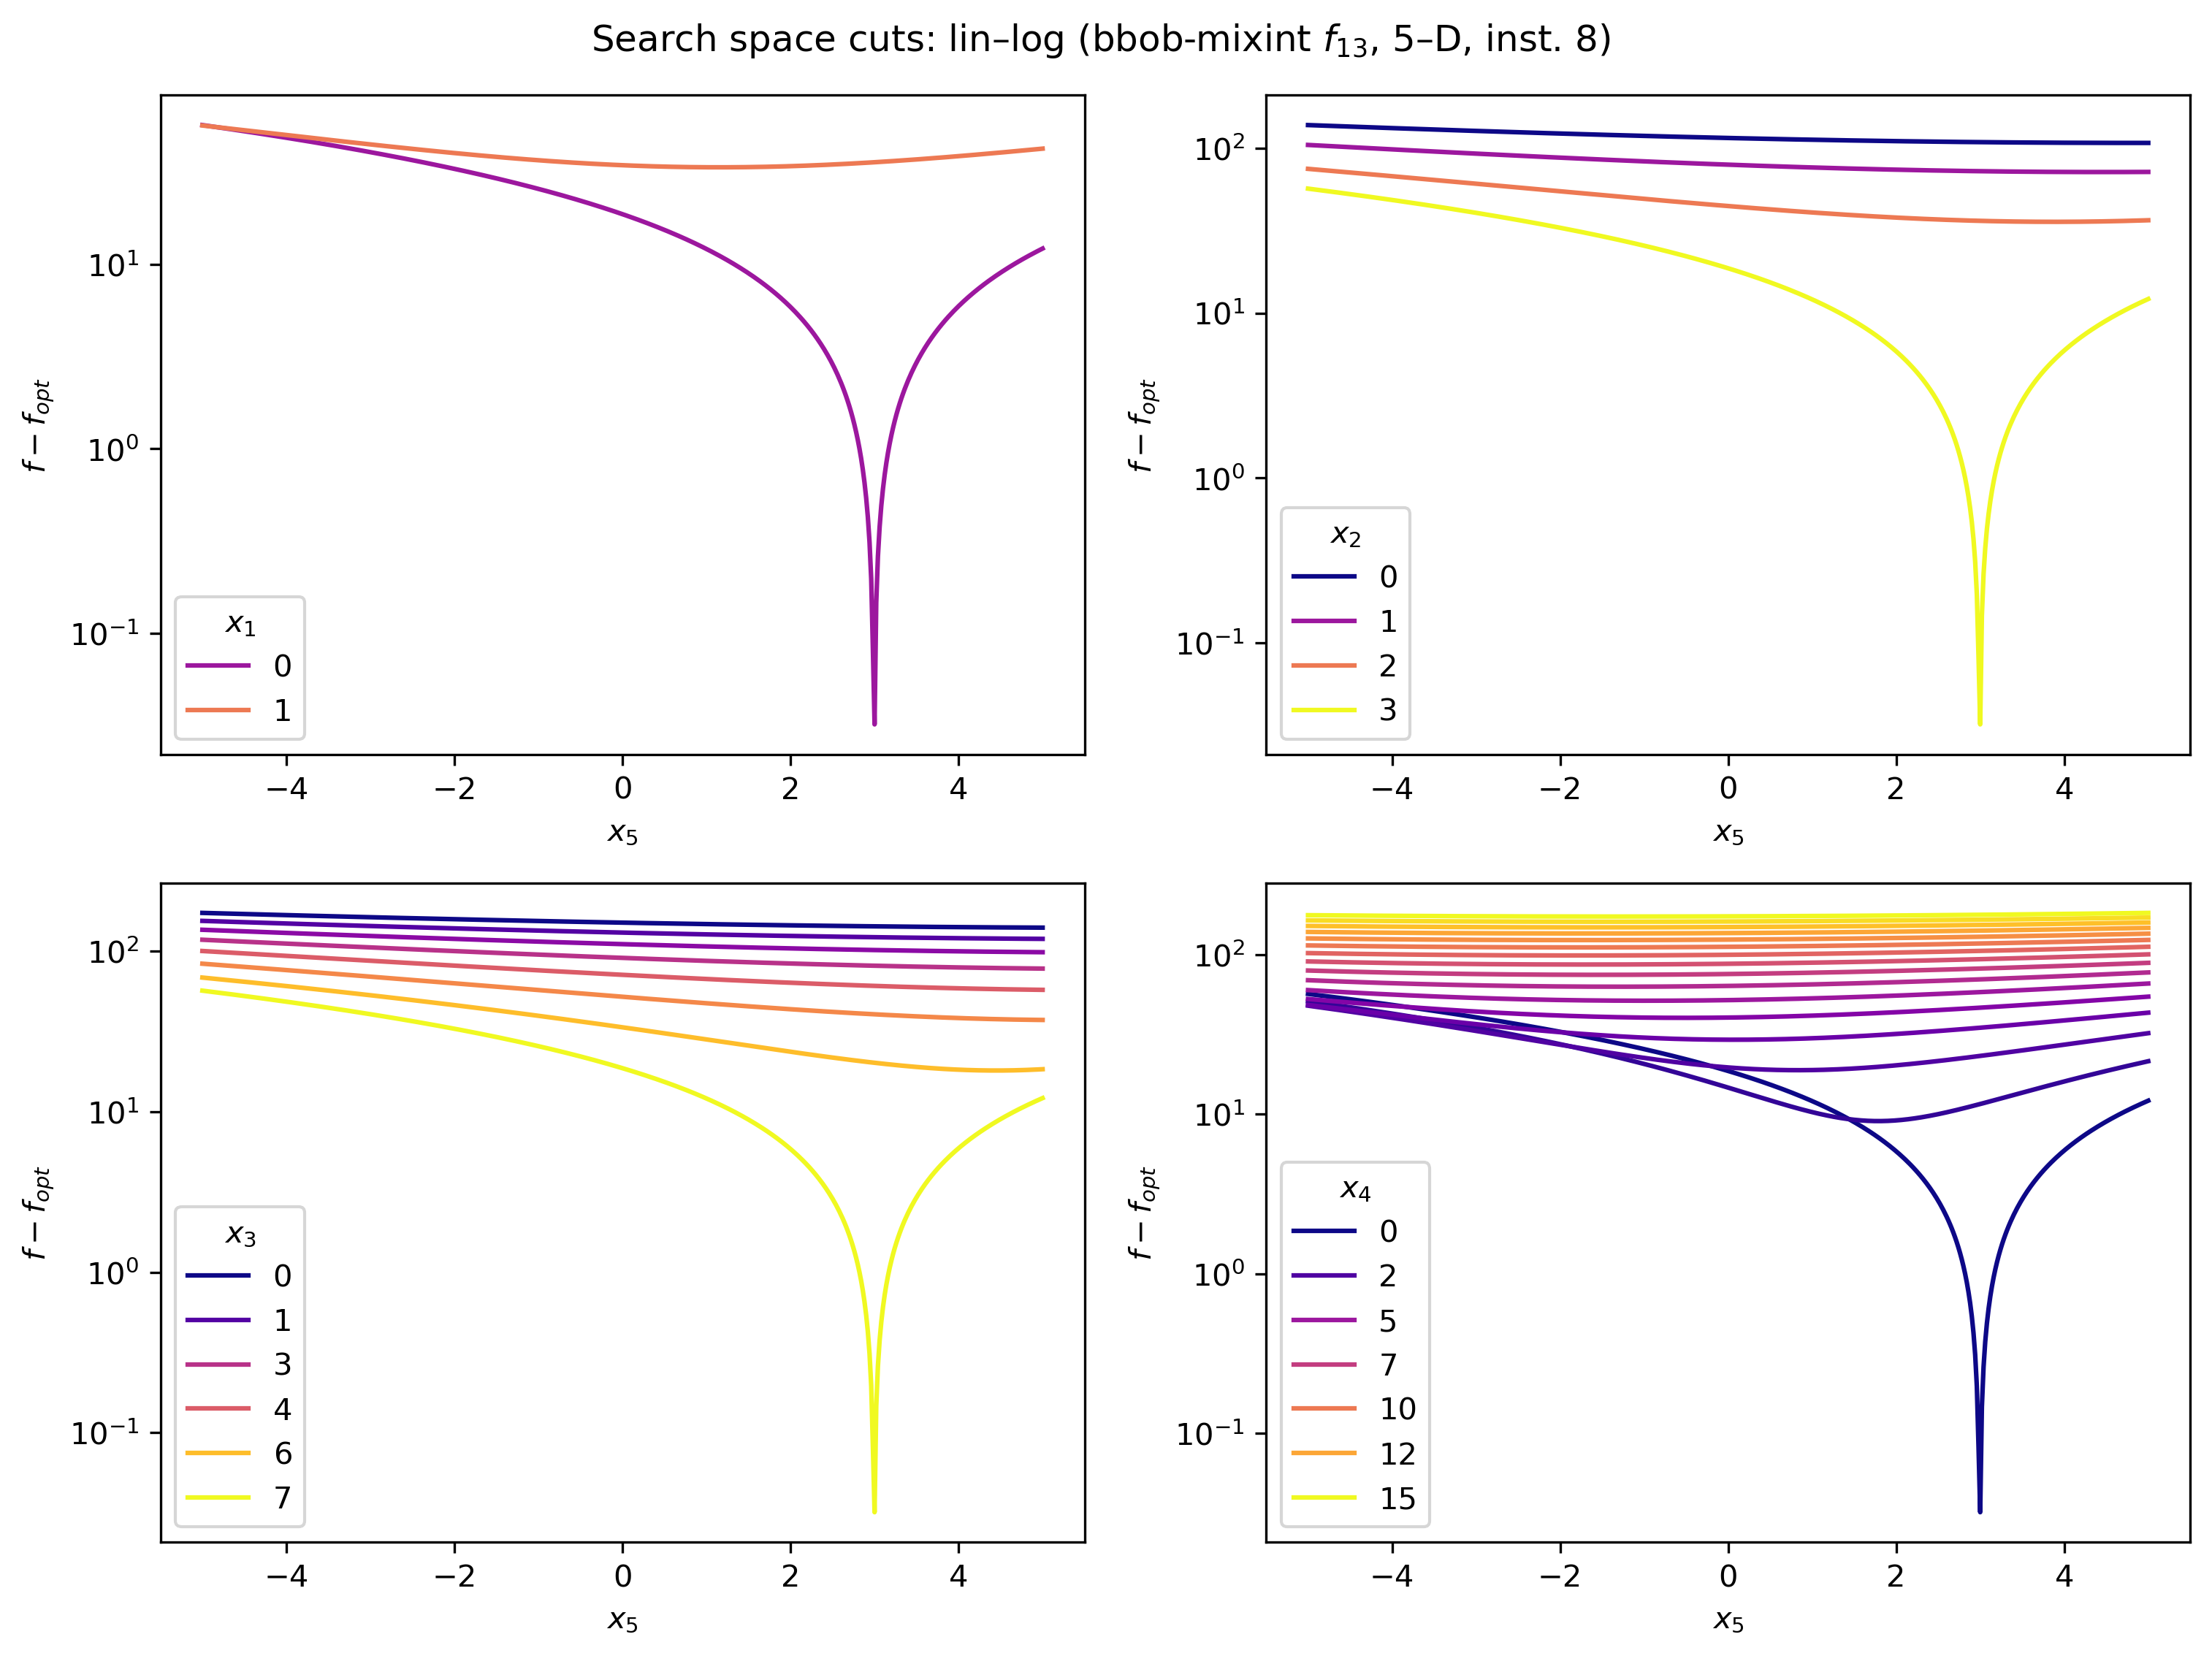 Search space cuts: lin–log (bbob-mixint f13, 5–D, inst. 8)
10^1
10^0
10^−1
f − fopt
x1
0
1
−4 −2 0 2 4
x5
10^2
10^1
10^0
10^−1
f − fopt
x2
0
1
2
3
−4 −2 0 2 4
x5
10^2
10^1
10^0
10^−1
f − fopt
x3
0
1
3
4
6
7
−4 −2 0 2 4
x5
10^2
10^1
10^0
10^−1
f − fopt
x4
0
2
5
7
10
12
15
−4 −2 0 2 4
x5